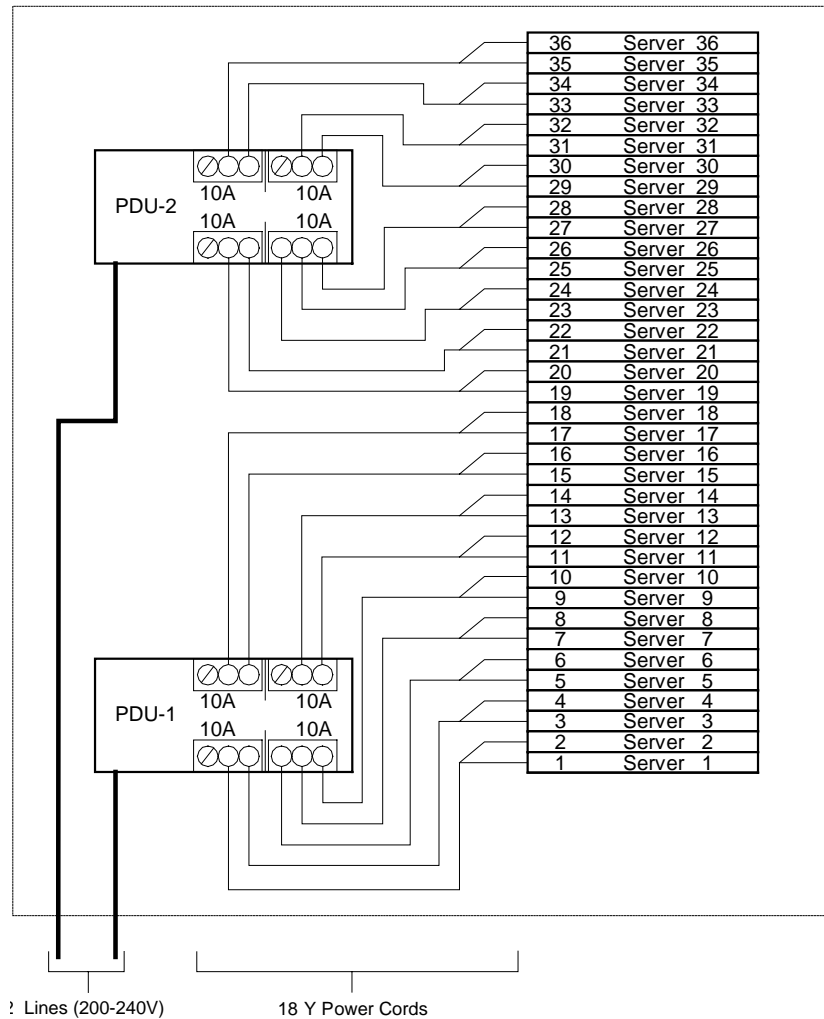 36 Server 36
35 Server 35
34 Server 34
33 Server 33
32 Server 32
31 Server 31
30 Server 30
29 Server 29
28 Server 28
27 Server 27
26 Server 26
25 Server 25
24 Server 24
23 Server 23
22 Server 22
21 Server 21
20 Server 20
19 Server 19
18 Server 18
17 Server 17
16 Server 16
15 Server 15
14 Server 14
13 Server 13
12 Server 12
11 Server 11
10 Server 10
9 Server 9
8 Server 8
7 Server 7
6 Server 6
5 Server 5
4 Server 4
3 Server 3
2 Server 2
1 Server 1
10A 10A
PDU-2
10A 10A
10A 10A
PDU-1
10A 10A
2 Lines (200-240V)
18 Y Power Cords